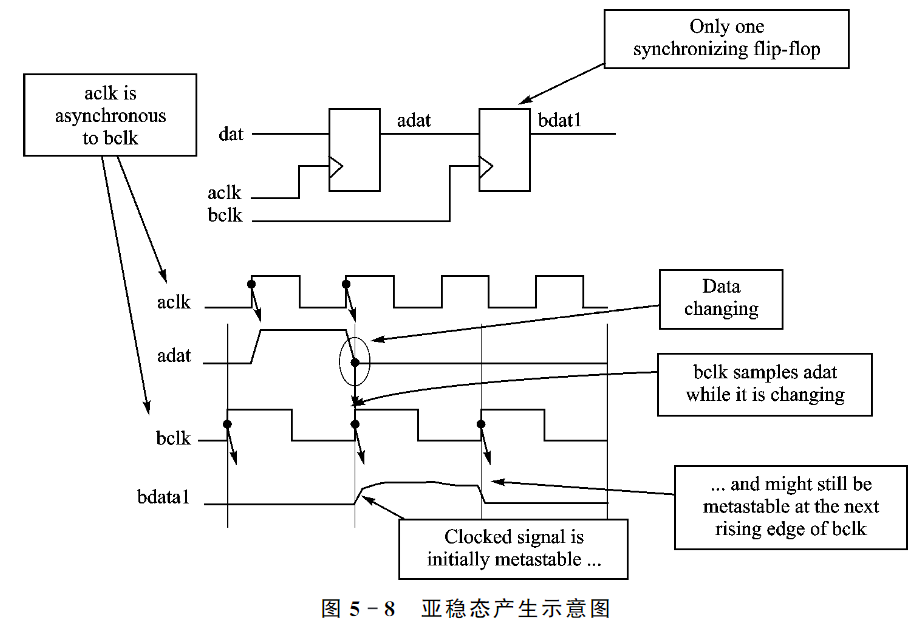 Only one
synchronizing flip-flop
aclk is
asynchronous
to bclk
dat
adat
bdat1
aclk
bclk
aclk
Data
changing
adat
bclk samples adat
while it is changing
bclk
bdata1
... and might still be
metastable at the next
rising edge of bclk
Clocked signal is
initially metastable ...
图 5-8 亚稳态产生示意图